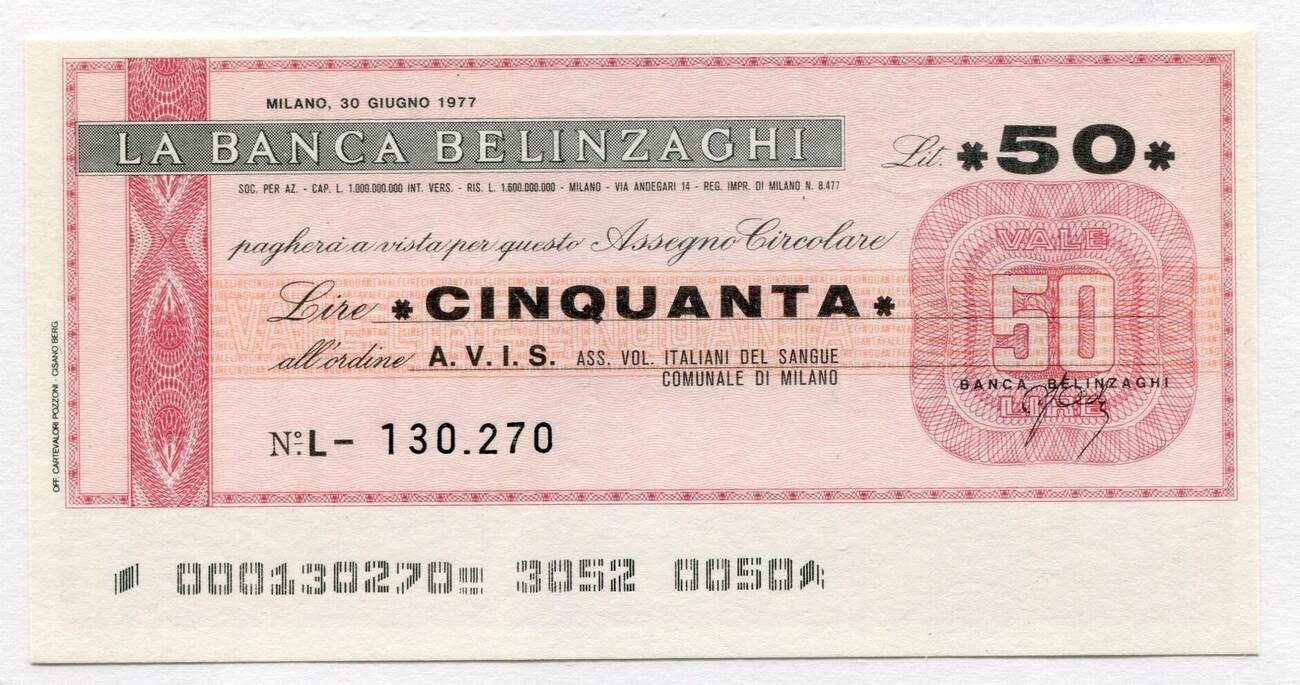 MILANO, 30 GIUGNO 1977
LA BANCA BELINZAGHI
Lit. *50*
SOC. PER AZ. - CAP. L. 1.000.000.000 INT. VERS. - RIS. L. 1.600.000.000 - MILANO - VIA ANDEGARI 14 - REG. IMPR. DI MILANO N. 8.477
pagherà a vista per questo Assegno Circolare
VALE
Lire *CINQUANTA*
50
all'ordine A.V.I.S. ASS. VOL. ITALIANI DEL SANGUE
COMUNALE DI MILANO
BANCA BELINZAGHI
LIRE
No. L- 130.270
OFF. CARTEVALORI POZZONI - CISANO BERG.
000130270 3052 0050